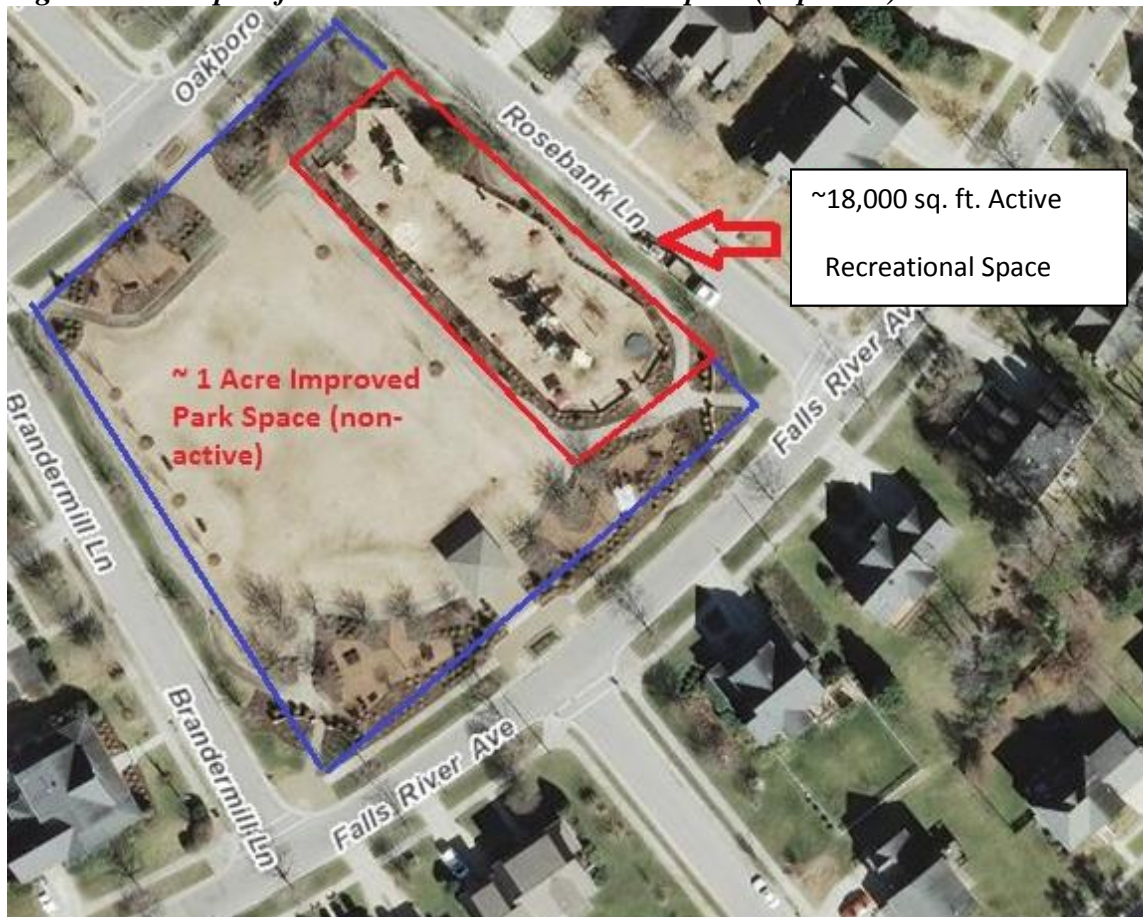 Oakboro
Rosebank Ln
~18,000 sq. ft. Active
Recreational Space
~ 1 Acre Improved
Park Space (non-
active)
Brandermill Ln
Falls River Av
Brandermill Ln
Falls River Ave